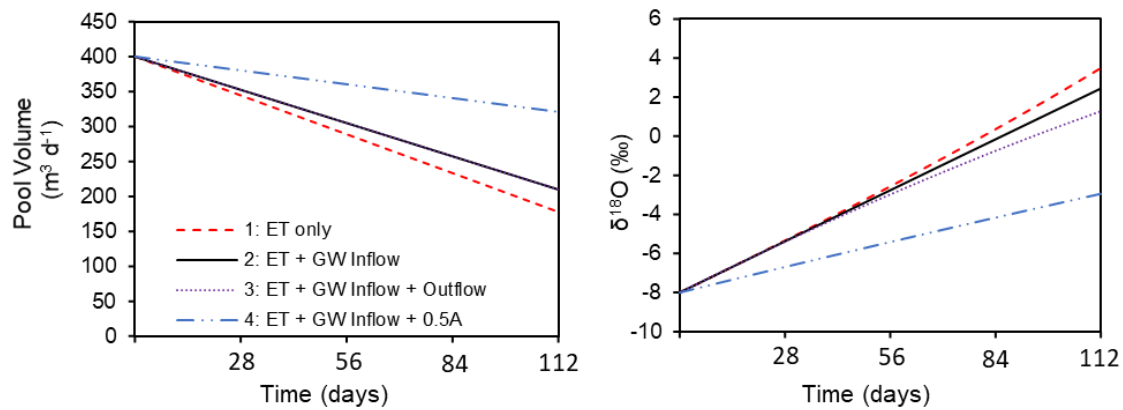 450
400
350
300
250
200
150
100
50
0
Pool Volume
(m³ d⁻¹)
1: ET only
2: ET + GW Inflow
3: ET + GW Inflow + Outflow
4: ET + GW Inflow + 0.5A
28 56 84 112
Time (days)
6
4
2
0
-2
-4
-6
-8
-10
δ¹⁸O (‰)
28 56 84 112
Time (days)